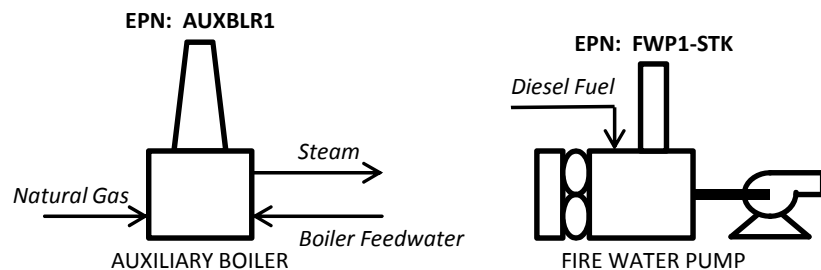 EPN: AUXBLR1
Natural Gas
Steam
Boiler Feedwater
AUXILIARY BOILER
EPN: FWP1-STK
Diesel Fuel
FIRE WATER PUMP